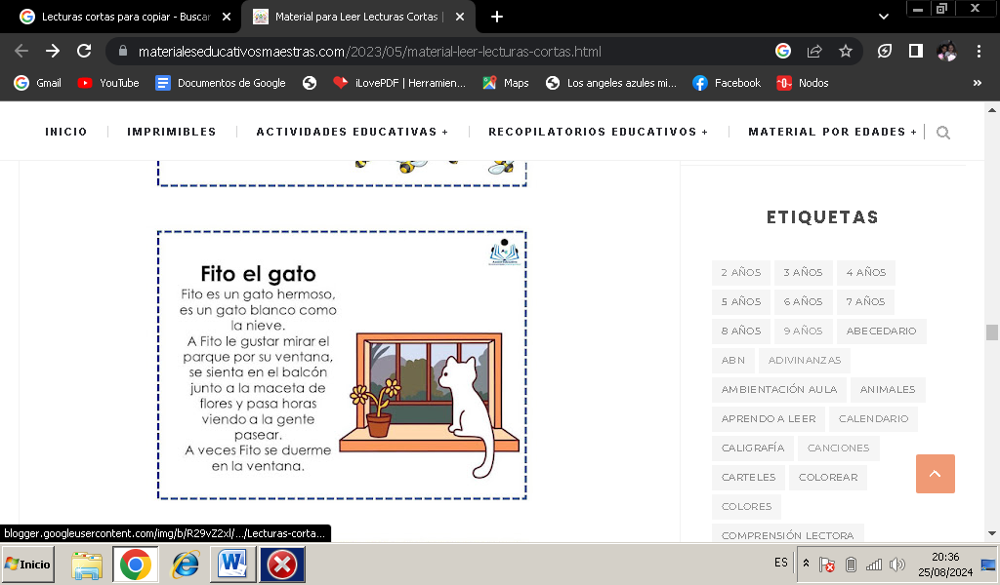 Lecturas cortas para copiar - Buscar
Material para Leer Lecturas Cortas |
materialeseducativosmaestras.com/2023/05/material-leer-lecturas-cortas.html
Gmail
YouTube
Documentos de Google
iLovePDF | Herramien...
Maps
Los angeles azules mi...
Facebook
Nodos
»
INICIO
IMPRIMIBLES
ACTIVIDADES EDUCATIVAS +
RECOPILATORIOS EDUCATIVOS +
MATERIAL POR EDADES +
Fito el gato
Fito es un gato hermoso,
es un gato blanco como
la nieve.
A Fito le gustar mirar el
parque por su ventana,
se sienta en el balcón
junto a la maceta de
flores y pasa horas
viendo a la gente
pasear.
A veces Fito se duerme
en la ventana.
ETIQUETAS
2 AÑOS 3 AÑOS 4 AÑOS
5 AÑOS 6 AÑOS 7 AÑOS
8 AÑOS 9 AÑOS ABECEDARIO
ABN ADIVINANZAS
AMBIENTACIÓN AULA ANIMALES
APRENDO A LEER CALENDARIO
CALIGRAFÍA CANCIONES
CARTELES COLOREAR
COLORES
COMPRENSIÓN LECTORA
blogger.googleusercontent.com/img/b/R29vZ2xl/.../Lecturas-corta...
Inicio
ES
20:36
25/08/2024